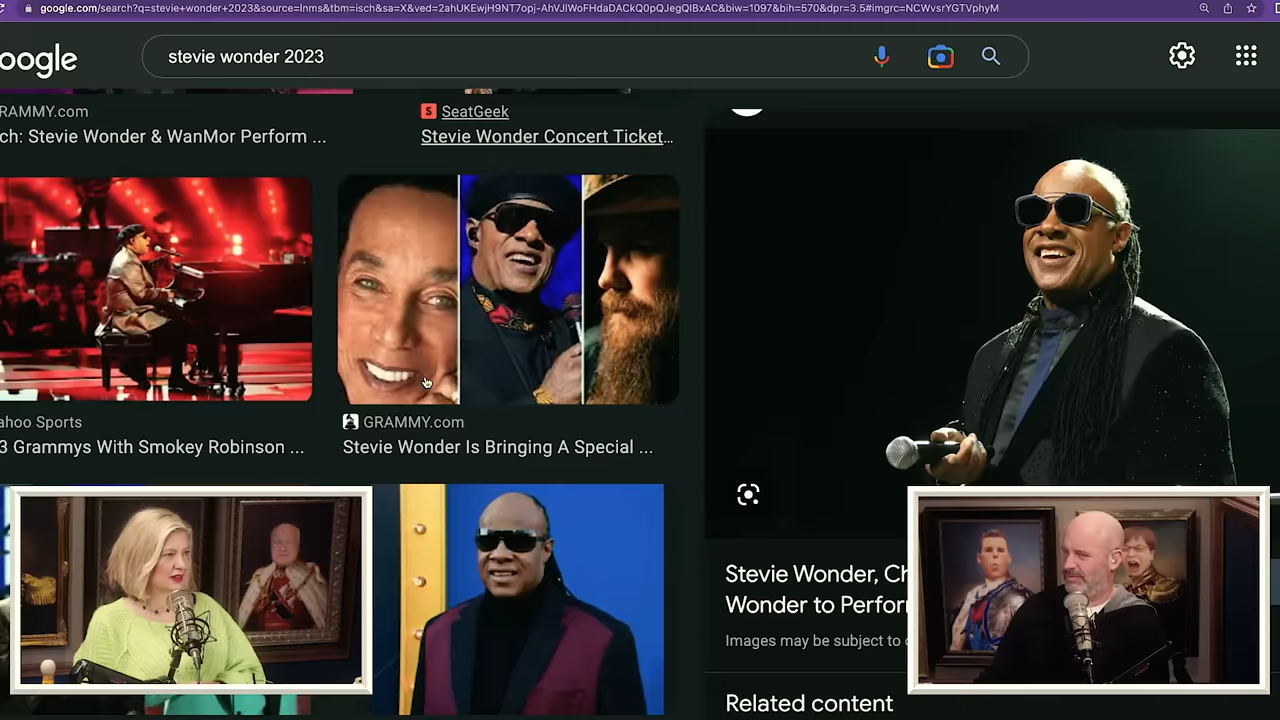 google.com/search?q=stevie+wonder+2023&source=lnms&tbm=isch&sa=X&ved=2ahUKEwjH9NT7opj-AhVJlWoFHdaDACkQ0pQJegQIBxAC&biw=1097&bih=570&dpr=3.5#imgrc=NCWvsrYGTVphyM
oogle
stevie wonder 2023
RAMMY.com
ch: Stevie Wonder & WanMor Perform ...
S SeatGeek
Stevie Wonder Concert Ticket...
ahoo Sports
3 Grammys With Smokey Robinson ...
GRAMMY.com
Stevie Wonder Is Bringing A Special ...
Stevie Wonder, Ch
Wonder to Perfor
Images may be subject to
Related content